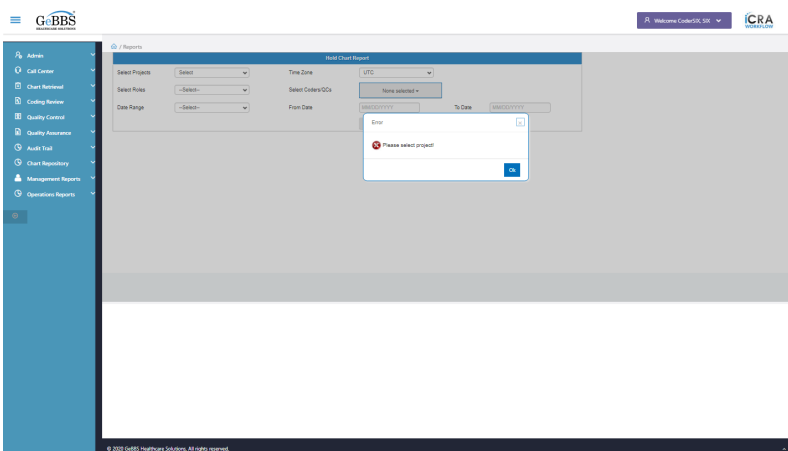 GeBBS
HEALTHCARE SOLUTIONS
Welcome CoderSIX, SIX
iCRA
WORKFLOW
/ Reports
Admin
Call Center
Chart Retrieval
Coding Review
Quality Control
Quality Assurance
Audit Trail
Chart Repository
Management Reports
Operations Reports
Hold Chart Report
Select Projects Select Time Zone UTC
Select Roles --Select-- Select Coders/QCs None selected
Date Range --Select-- From Date MM/DD/YYYY To Date MM/DD/YYYY
Error x
Please select project!
Ok
© 2020 GeBBS Healthcare Solutions. All rights reserved.